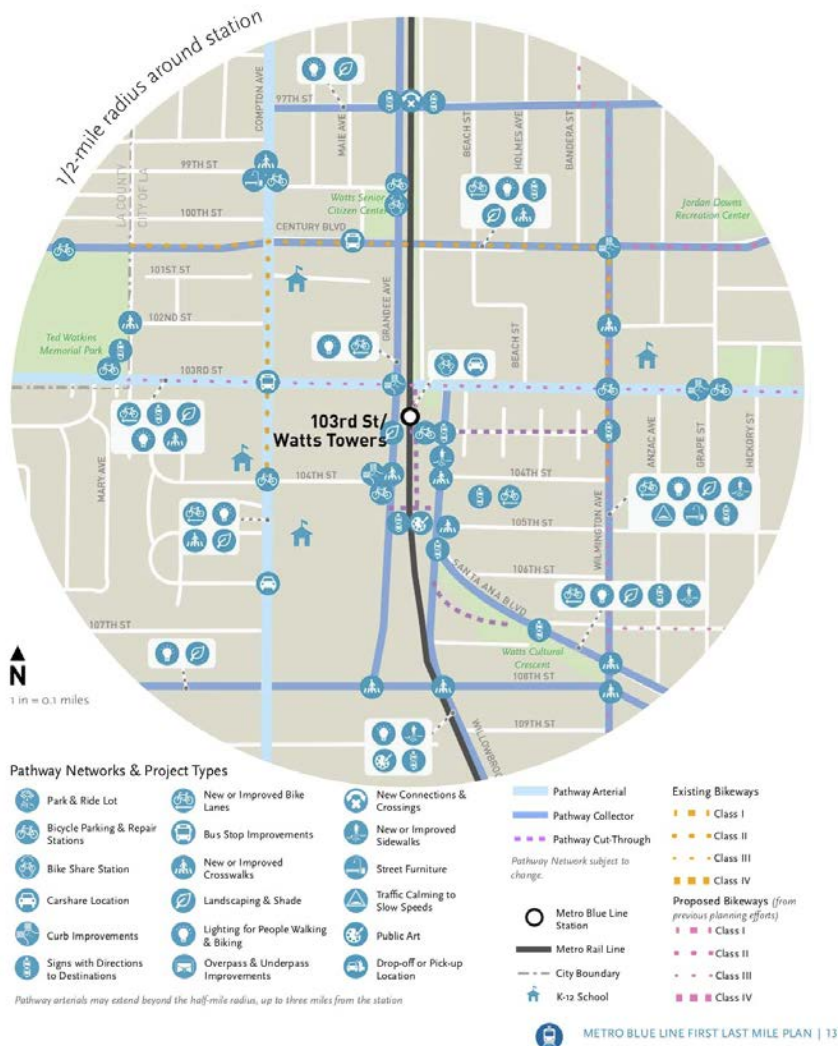 1/2-mile radius around station
COMPTON AVE
97TH ST
MAIE AVE
BEACH ST
HOLMES AVE
BANDERA ST
99TH ST
LA COUNTY
CITY OF LA
Watts Senior
Citizen Center
Jordan Downs
Recreation Center
100TH ST
CENTURY BLVD
101ST ST
GRANDEE AVE
102ND ST
BEACH ST
Ted Watkins
Memorial Park
103RD ST
103rd St/
Watts Towers
MARY AVE
104TH ST
104TH ST
ANZAC AVE
GRAPE ST
HICKORY ST
105TH ST
WILMINGTON AVE
106TH ST
SANTA ANA BLVD
107TH ST
Watts Cultural
Crescent
N
1 in = 0.1 miles
108TH ST
109TH ST
WILLOWBRO
Pathway Networks & Project Types
Park & Ride Lot
Bicycle Parking & Repair
Stations
Bike Share Station
Carshare Location
Curb Improvements
Signs with Directions
to Destinations
New or Improved Bike
Lanes
Bus Stop Improvements
New or Improved
Crosswalks
Landscaping & Shade
Lighting for People Walking
& Biking
Overpass & Underpass
Improvements
New Connections &
Crossings
New or Improved
Sidewalks
Street Furniture
Traffic Calming to
Slow Speeds
Public Art
Drop-off or Pick-up
Location
Pathway arterials may extend beyond the half-mile radius, up to three miles from the station
Pathway Arterial
Pathway Collector
Pathway Cut-Through
Pathway Network subject to
change.
Metro Blue Line
Station
Metro Rail Line
City Boundary
K-12 School
Existing Bikeways
Class I
Class II
Class III
Class IV
Proposed Bikeways (from
previous planning efforts)
Class I
Class II
Class III
Class IV
METRO BLUE LINE FIRST LAST MILE PLAN | 13